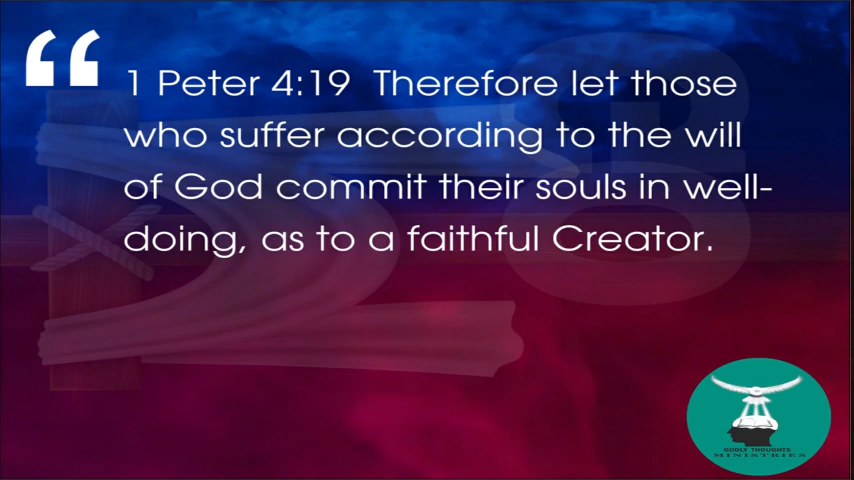 “
1 Peter 4:19  Therefore let those
who suffer according to the will
of God commit their souls in well-
doing, as to a faithful Creator.
GODLY THOUGHTS
MINISTRIES